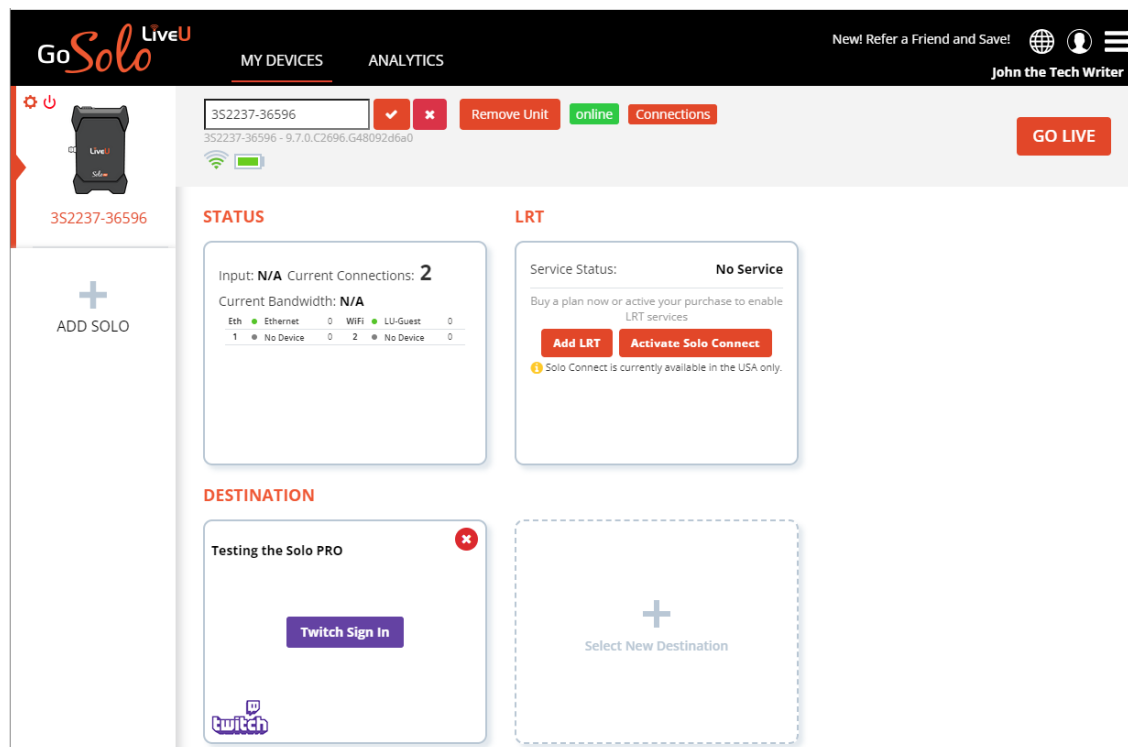 Go Solo LiveU
MY DEVICES
ANALYTICS
New! Refer a Friend and Save!
John the Tech Writer
LiveU
Solo
3S2237-36596
ADD SOLO
3S2237-36596
Remove Unit
online
Connections
3S2237-36596 - 9.7.0.C2696.G48092d6a0
GO LIVE
STATUS
Input: N/A Current Connections: 2
Current Bandwidth: N/A
Eth Ethernet 0 WiFi LU-Guest 0
1 No Device 0 2 No Device 0
LRT
Service Status: No Service
Buy a plan now or active your purchase to enable
LRT services
Add LRT
Activate Solo Connect
Solo Connect is currently available in the USA only.
DESTINATION
Testing the Solo PRO
Twitch Sign In
twitch
Select New Destination